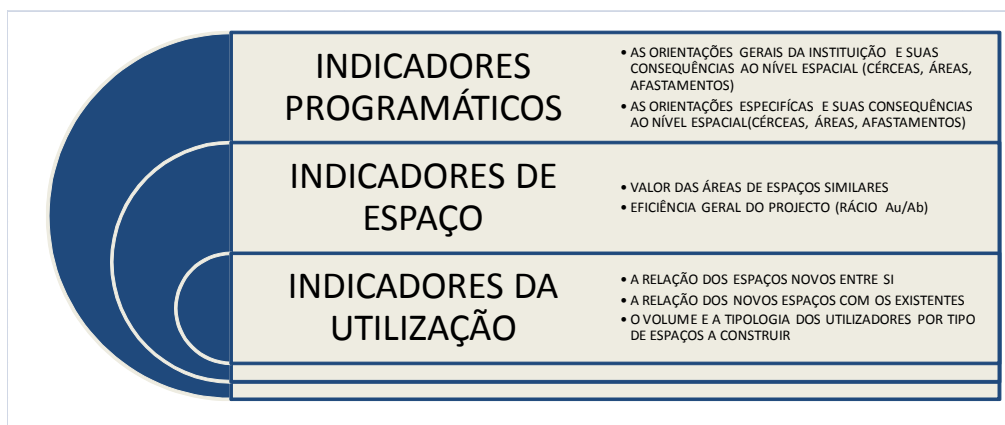 INDICADORES
PROGRAMÁTICOS
• AS ORIENTAÇÕES GERAIS DA INSTITUIÇÃO E SUAS
CONSEQUÊNCIAS AO NÍVEL ESPACIAL (CÉRCEAS, ÁREAS,
AFASTAMENTOS)
• AS ORIENTAÇÕES ESPECIFÍCAS E SUAS CONSEQUÊNCIAS
AO NÍVEL ESPACIAL(CÉRCEAS, ÁREAS, AFASTAMENTOS)
INDICADORES DE
ESPAÇO
• VALOR DAS ÁREAS DE ESPAÇOS SIMILARES
• EFICIÊNCIA GERAL DO PROJECTO (RÁCIO Au/Ab)
INDICADORES DA
UTILIZAÇÃO
• A RELAÇÃO DOS ESPAÇOS NOVOS ENTRE SI
• A RELAÇÃO DOS NOVOS ESPAÇOS COM OS EXISTENTES
• O VOLUME E A TIPOLOGIA DOS UTILIZADORES POR TIPO
DE ESPAÇOS A CONSTRUIR